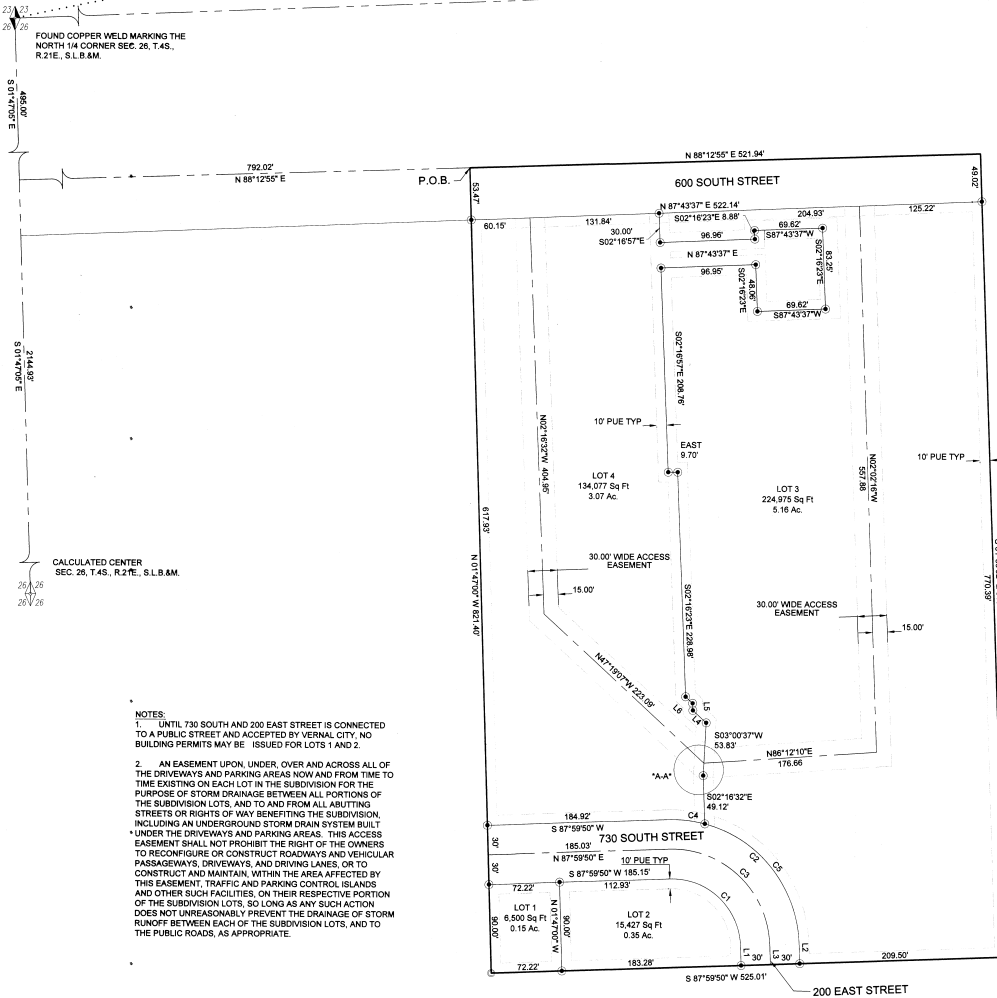 23 23
26 26
FOUND COPPER WELD MARKING THE
NORTH 1/4 CORNER SEC. 26, T.4S.,
R.21E., S.L.B.&M.
495.00'
S 01°47'05" E
792.02'
N 88°12'55" E
P.O.B.
N 88°12'55" E 521.94'
600 SOUTH STREET
53.47'
49.02'
N 87°43'37" E 522.14'
60.15'
131.84'
S02°16'23"E 8.88'
204.93'
125.22'
30.00'
S02°16'57"E
96.96'
69.62'
S87°43'37"W
N 87°43'37" E
96.95'
48.06'
S02°16'23"E
83.25'
S02°16'23"E
69.62'
S87°43'37"W
2144.93'
S 01°47'05" E
S02°16'57"E 208.76'
10' PUE TYP
EAST
9.70'
N02°16'32"W 404.95'
LOT 4
134,077 Sq Ft
3.07 Ac.
LOT 3
224,975 Sq Ft
5.16 Ac.
N02°02'16"W
557.88
10' PUE TYP
617.93'
N 01°47'00" W 821.40'
CALCULATED CENTER
SEC. 26, T.4S., R.21E., S.L.B.&M.
26 26
26 26
30.00' WIDE ACCESS
EASEMENT
15.00'
S02°16'23"E 228.98'
30.00' WIDE ACCESS
EASEMENT
15.00'
770.39'
N47°19'07"W 223.09'
L6
L5
L4
S03°00'37"W
53.83'
N86°12'10"E
176.66
"A-A"
S02°16'32"E
49.12'
NOTES:
1. UNTIL 730 SOUTH AND 200 EAST STREET IS CONNECTED
TO A PUBLIC STREET AND ACCEPTED BY VERNAL CITY, NO
BUILDING PERMITS MAY BE ISSUED FOR LOTS 1 AND 2.
2. AN EASEMENT UPON, UNDER, OVER AND ACROSS ALL OF
THE DRIVEWAYS AND PARKING AREAS NOW AND FROM TIME TO
TIME EXISTING ON EACH LOT IN THE SUBDIVISION FOR THE
PURPOSE OF STORM DRAINAGE BETWEEN ALL PORTIONS OF
THE SUBDIVISION LOTS, AND TO AND FROM ALL ABUTTING
STREETS OR RIGHTS OF WAY BENEFITING THE SUBDIVISION,
INCLUDING AN UNDERGROUND STORM DRAIN SYSTEM BUILT
UNDER THE DRIVEWAYS AND PARKING AREAS. THIS ACCESS
EASEMENT SHALL NOT PROHIBIT THE RIGHT OF THE OWNERS
TO RECONFIGURE OR CONSTRUCT ROADWAYS AND VEHICULAR
PASSAGEWAYS, DRIVEWAYS, AND DRIVING LANES, OR TO
CONSTRUCT AND MAINTAIN, WITHIN THE AREA AFFECTED BY
THIS EASEMENT, TRAFFIC AND PARKING CONTROL ISLANDS
AND OTHER SUCH FACILITIES, ON THEIR RESPECTIVE PORTION
OF THE SUBDIVISION LOTS, SO LONG AS ANY SUCH ACTION
DOES NOT UNREASONABLY PREVENT THE DRAINAGE OF STORM
RUNOFF BETWEEN EACH OF THE SUBDIVISION LOTS, AND TO
THE PUBLIC ROADS, AS APPROPRIATE.
184.92'
S 87°59'50" W
C4
730 SOUTH STREET
30'
185.03'
N 87°59'50" E
10' PUE TYP
C2
C5
C3
30'
S 87°59'50" W 185.15'
72.22'
112.93'
C1
LOT 1
6,500 Sq Ft
0.15 Ac.
90.00'
N 01°47'00" W
90.00'
LOT 2
15,427 Sq Ft
0.35 Ac.
L1
L3
L2
72.22'
183.28'
30'
30'
209.50'
S 87°59'50" W 525.01'
200 EAST STREET